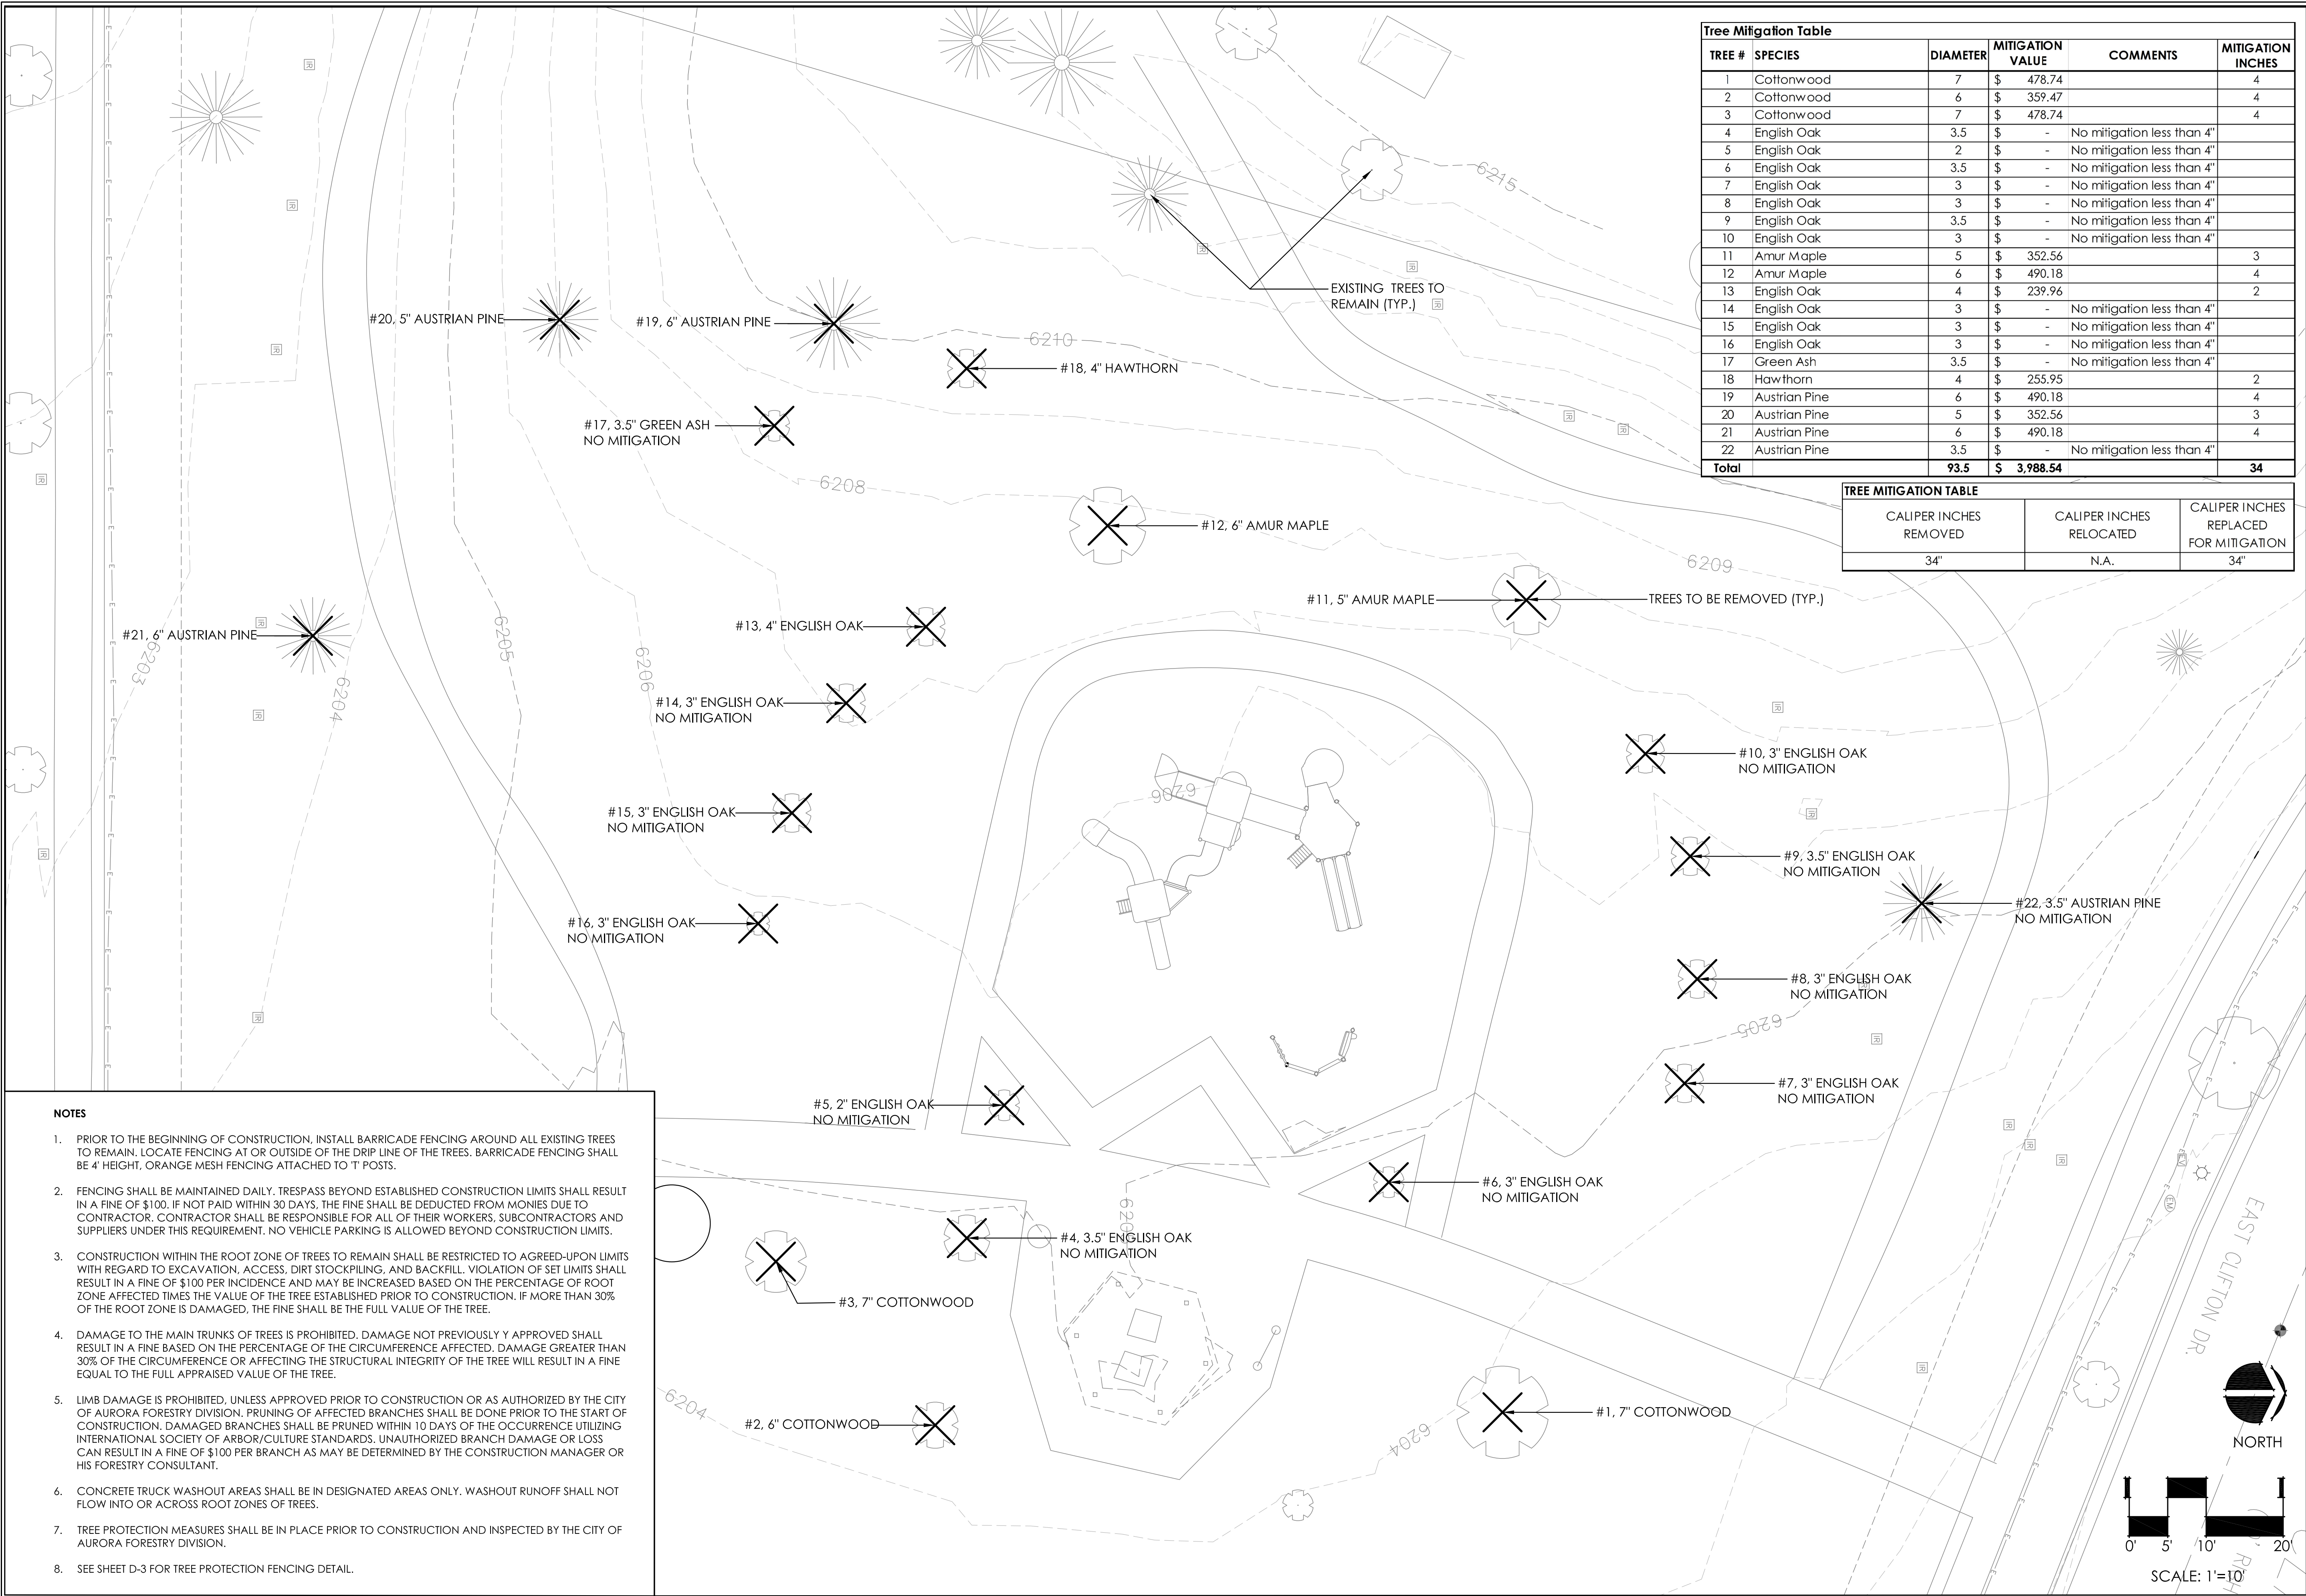 Tree Mitigation Table
TREE # SPECIES DIAMETER MITIGATION VALUE COMMENTS MITIGATION INCHES
1 Cottonwood 7 $ 478.74 4
2 Cottonwood 6 $ 359.47 4
3 Cottonwood 7 $ 478.74 4
4 English Oak 3.5 $ - No mitigation less than 4"
5 English Oak 2 $ - No mitigation less than 4"
6 English Oak 3.5 $ - No mitigation less than 4"
7 English Oak 3 $ - No mitigation less than 4"
8 English Oak 3 $ - No mitigation less than 4"
9 English Oak 3.5 $ - No mitigation less than 4"
10 English Oak 3 $ - No mitigation less than 4"
11 Amur Maple 5 $ 352.56 3
12 Amur Maple 6 $ 490.18 4
13 English Oak 4 $ 239.96 2
14 English Oak 3 $ - No mitigation less than 4"
15 English Oak 3 $ - No mitigation less than 4"
16 English Oak 3 $ - No mitigation less than 4"
17 Green Ash 3.5 $ - No mitigation less than 4"
18 Hawthorn 4 $ 255.95 2
19 Austrian Pine 6 $ 490.18 4
20 Austrian Pine 5 $ 352.56 3
21 Austrian Pine 6 $ 490.18 4
22 Austrian Pine 3.5 $ - No mitigation less than 4"
Total 93.5 $ 3,988.54 34
TREE MITIGATION TABLE
CALIPER INCHES REMOVED
CALIPER INCHES RELOCATED
CALIPER INCHES REPLACED FOR MITIGATION
34" N.A. 34"
6215
EXISTING TREES TO
REMAIN (TYP.)
#20, 5" AUSTRIAN PINE
#19, 6" AUSTRIAN PINE
6210
#18, 4" HAWTHORN
#17, 3.5" GREEN ASH
NO MITIGATION
6208
#12, 6" AMUR MAPLE
6209
#11, 5" AMUR MAPLE
TREES TO BE REMOVED (TYP.)
#13, 4" ENGLISH OAK
#21, 6" AUSTRIAN PINE
6203
6204
6205
6206
#14, 3" ENGLISH OAK
NO MITIGATION
#10, 3" ENGLISH OAK
NO MITIGATION
6206
#15, 3" ENGLISH OAK
NO MITIGATION
#9, 3.5" ENGLISH OAK
NO MITIGATION
#22, 3.5" AUSTRIAN PINE
NO MITIGATION
#16, 3" ENGLISH OAK
NO MITIGATION
#8, 3" ENGLISH OAK
NO MITIGATION
6205
#7, 3" ENGLISH OAK
NO MITIGATION
#5, 2" ENGLISH OAK
NO MITIGATION
#6, 3" ENGLISH OAK
NO MITIGATION
#4, 3.5" ENGLISH OAK
NO MITIGATION
#3, 7" COTTONWOOD
6204
#2, 6" COTTONWOOD
#1, 7" COTTONWOOD
6204
EAST CLIFTON DR.
NORTH
0' 5' 10' 20'
SCALE: 1'=10'
NOTES
1. PRIOR TO THE BEGINNING OF CONSTRUCTION, INSTALL BARRICADE FENCING AROUND ALL EXISTING TREES
TO REMAIN. LOCATE FENCING AT OR OUTSIDE OF THE DRIP LINE OF THE TREES. BARRICADE FENCING SHALL
BE 4' HEIGHT, ORANGE MESH FENCING ATTACHED TO 'T' POSTS.
2. FENCING SHALL BE MAINTAINED DAILY. TRESPASS BEYOND ESTABLISHED CONSTRUCTION LIMITS SHALL RESULT
IN A FINE OF $100. IF NOT PAID WITHIN 30 DAYS, THE FINE SHALL BE DEDUCTED FROM MONIES DUE TO
CONTRACTOR. CONTRACTOR SHALL BE RESPONSIBLE FOR ALL OF THEIR WORKERS, SUBCONTRACTORS AND
SUPPLIERS UNDER THIS REQUIREMENT. NO VEHICLE PARKING IS ALLOWED BEYOND CONSTRUCTION LIMITS.
3. CONSTRUCTION WITHIN THE ROOT ZONE OF TREES TO REMAIN SHALL BE RESTRICTED TO AGREED-UPON LIMITS
WITH REGARD TO EXCAVATION, ACCESS, DIRT STOCKPILING, AND BACKFILL. VIOLATION OF SET LIMITS SHALL
RESULT IN A FINE OF $100 PER INCIDENCE AND MAY BE INCREASED BASED ON THE PERCENTAGE OF ROOT
ZONE AFFECTED TIMES THE VALUE OF THE TREE ESTABLISHED PRIOR TO CONSTRUCTION. IF MORE THAN 30%
OF THE ROOT ZONE IS DAMAGED, THE FINE SHALL BE THE FULL VALUE OF THE TREE.
4. DAMAGE TO THE MAIN TRUNKS OF TREES IS PROHIBITED. DAMAGE NOT PREVIOUSLY Y APPROVED SHALL
RESULT IN A FINE BASED ON THE PERCENTAGE OF THE CIRCUMFERENCE AFFECTED. DAMAGE GREATER THAN
30% OF THE CIRCUMFERENCE OR AFFECTING THE STRUCTURAL INTEGRITY OF THE TREE WILL RESULT IN A FINE
EQUAL TO THE FULL APPRAISED VALUE OF THE TREE.
5. LIMB DAMAGE IS PROHIBITED, UNLESS APPROVED PRIOR TO CONSTRUCTION OR AS AUTHORIZED BY THE CITY
OF AURORA FORESTRY DIVISION. PRUNING OF AFFECTED BRANCHES SHALL BE DONE PRIOR TO THE START OF
CONSTRUCTION. DAMAGED BRANCHES SHALL BE PRUNED WITHIN 10 DAYS OF THE OCCURRENCE UTILIZING
INTERNATIONAL SOCIETY OF ARBOR/CULTURE STANDARDS. UNAUTHORIZED BRANCH DAMAGE OR LOSS
CAN RESULT IN A FINE OF $100 PER BRANCH AS MAY BE DETERMINED BY THE CONSTRUCTION MANAGER OR
HIS FORESTRY CONSULTANT.
6. CONCRETE TRUCK WASHOUT AREAS SHALL BE IN DESIGNATED AREAS ONLY. WASHOUT RUNOFF SHALL NOT
FLOW INTO OR ACROSS ROOT ZONES OF TREES.
7. TREE PROTECTION MEASURES SHALL BE IN PLACE PRIOR TO CONSTRUCTION AND INSPECTED BY THE CITY OF
AURORA FORESTRY DIVISION.
8. SEE SHEET D-3 FOR TREE PROTECTION FENCING DETAIL.